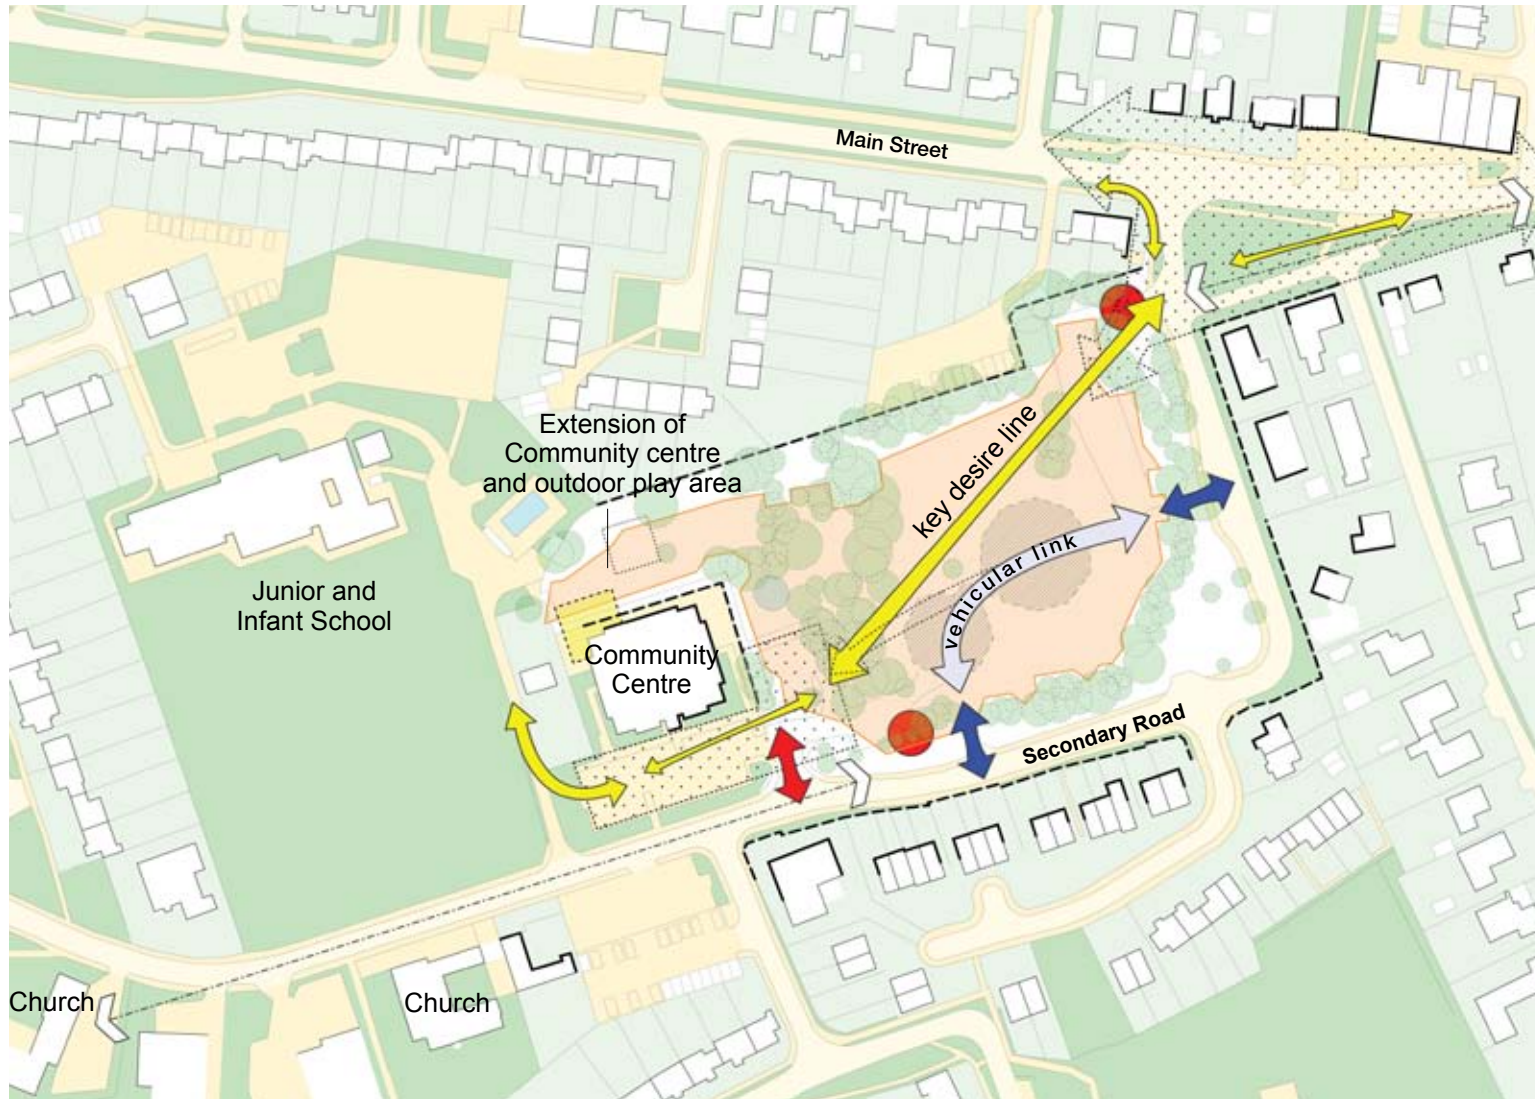 Main Street
Extension of
Community centre
and outdoor play area
key desire line
vehicular link
Junior and
Infant School
Community
Centre
Secondary Road
Church
Church